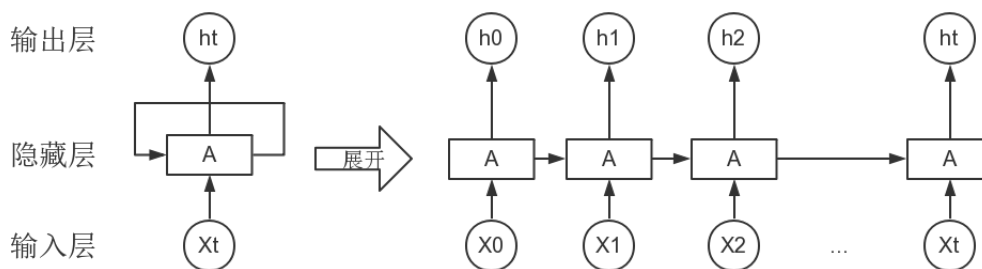 输出层 ht h0 h1 h2 ht
隐藏层 A 展开 A A A A
输入层 Xt X0 X1 X2 ... Xt